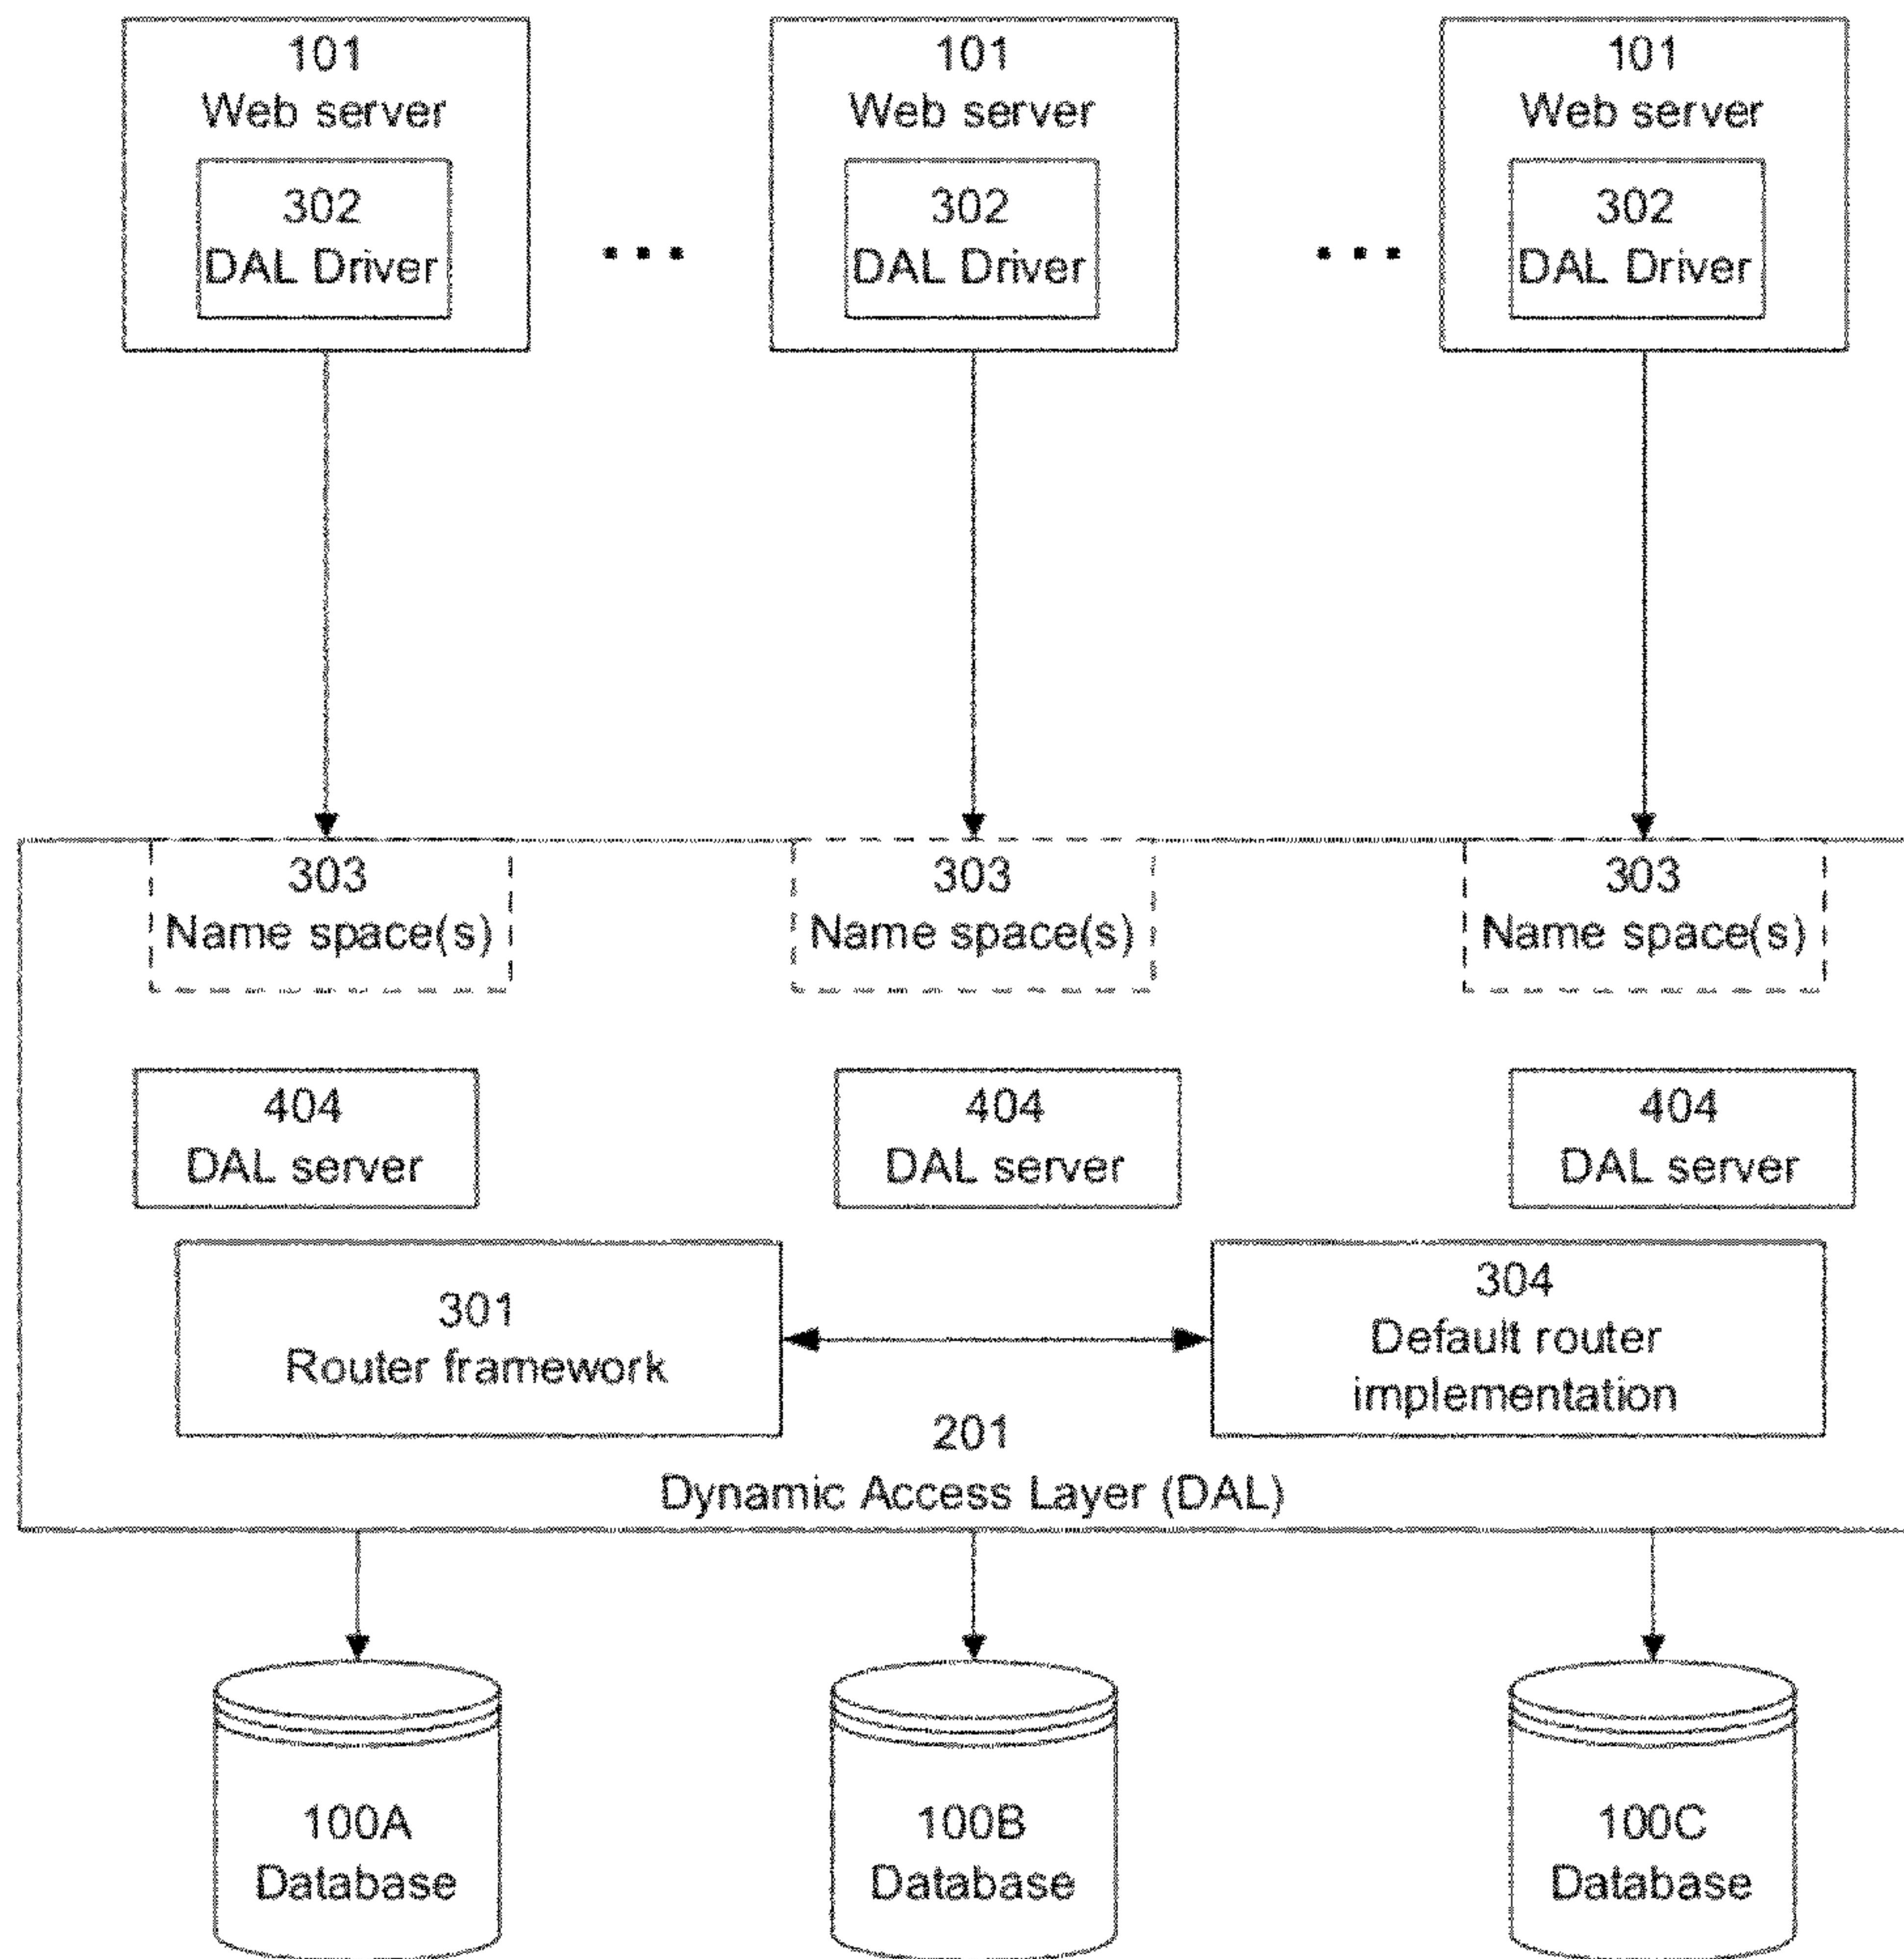 101
Web server
302
DAL Driver
101
Web server
302
DAL Driver
101
Web server
302
DAL Driver
...
...
303
Name space(s)
303
Name space(s)
303
Name space(s)
404
DAL server
404
DAL server
404
DAL server
301
Router framework
304
Default router
implementation
201
Dynamic Access Layer (DAL)
100A
Database
100B
Database
100C
Database